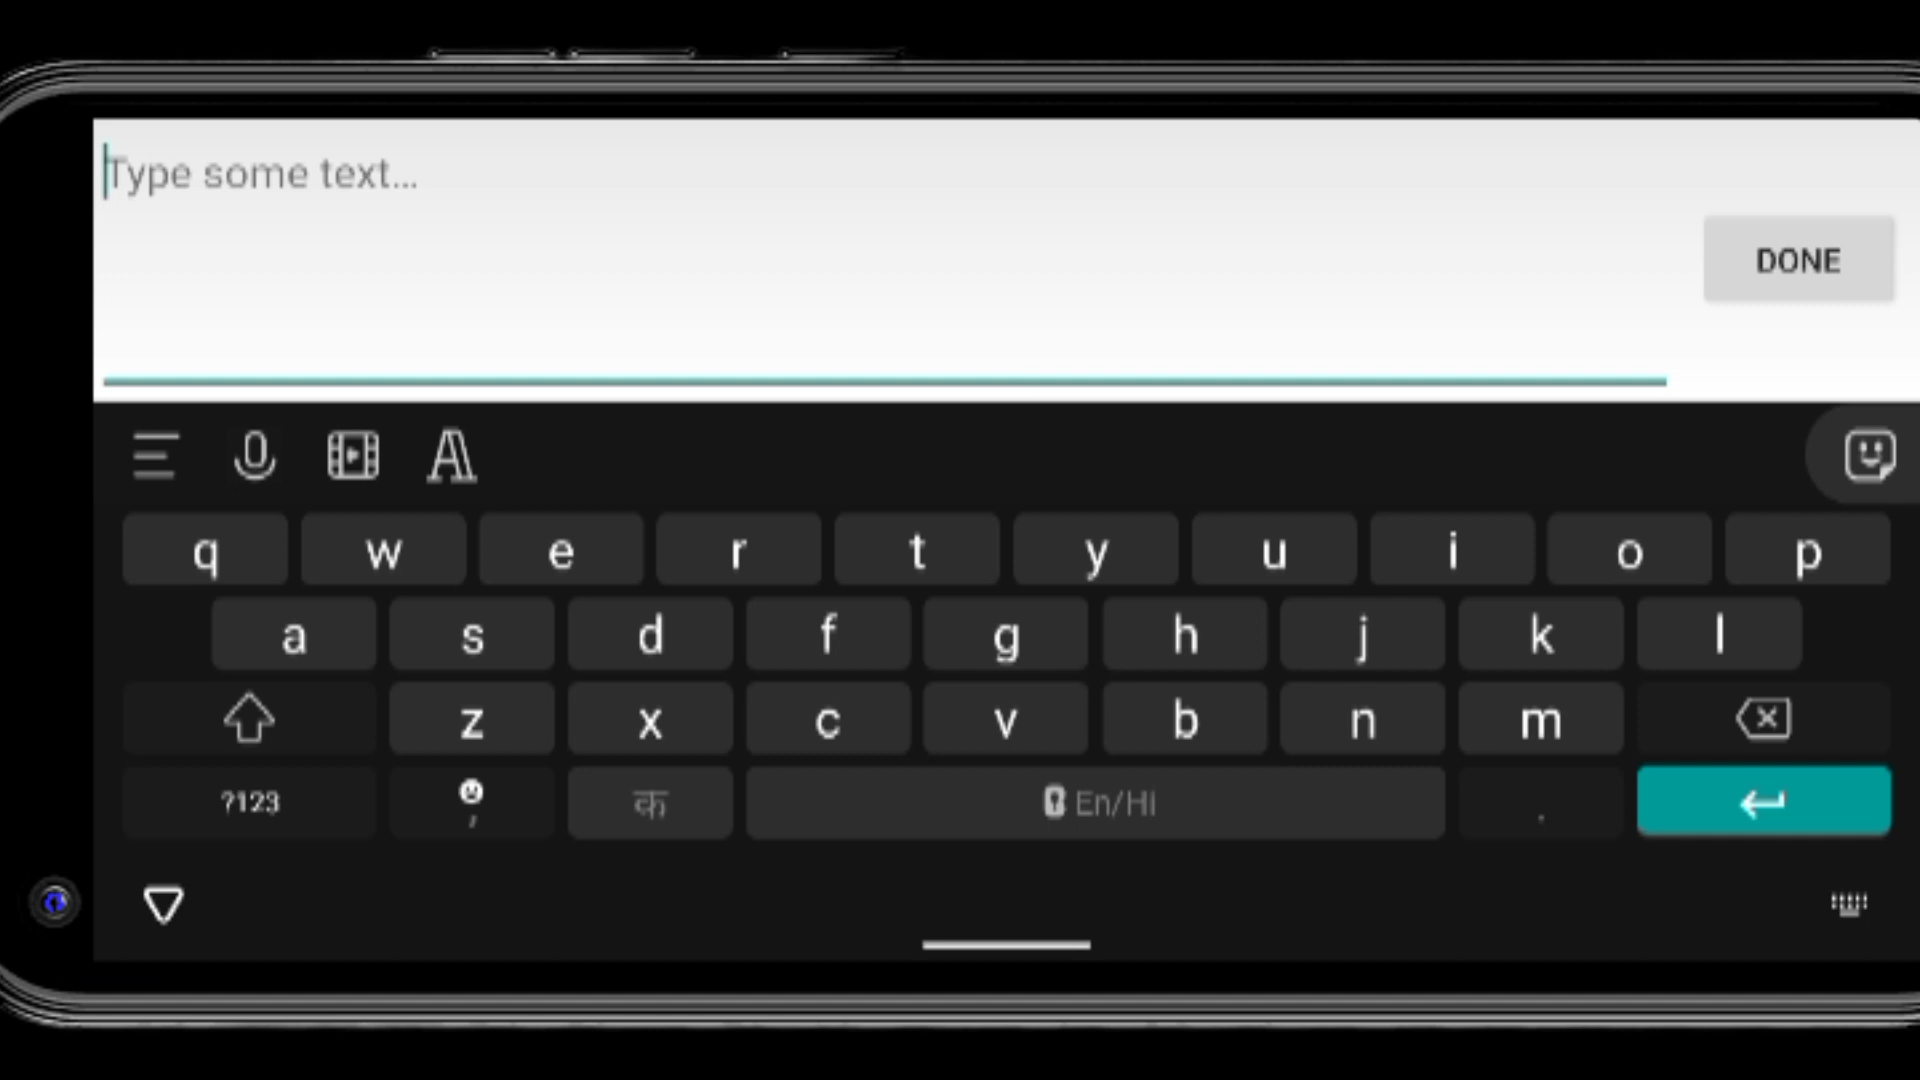 Type some text...
DONE
q w e r t y u i o p
a s d f g h j k l
z x c v b n m
?123 , क En/Hi .